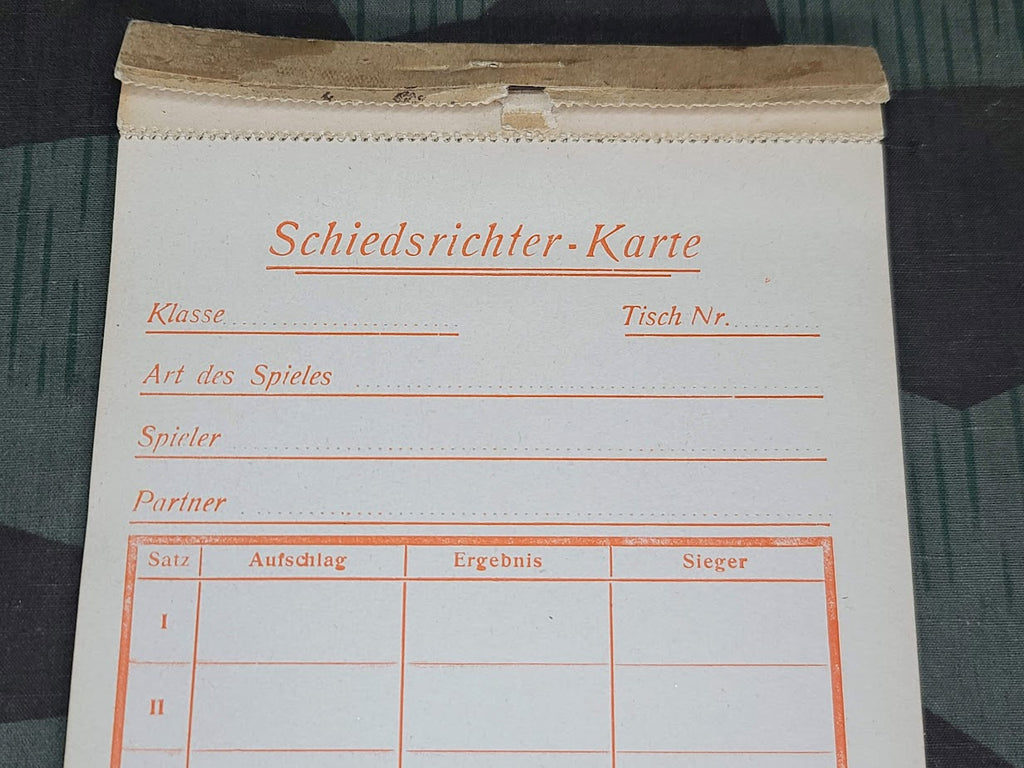 Schiedsrichter-Karte
Klasse Tisch Nr.
Art des Spieles
Spieler
Partner
Satz Aufschlag Ergebnis Sieger
I
II